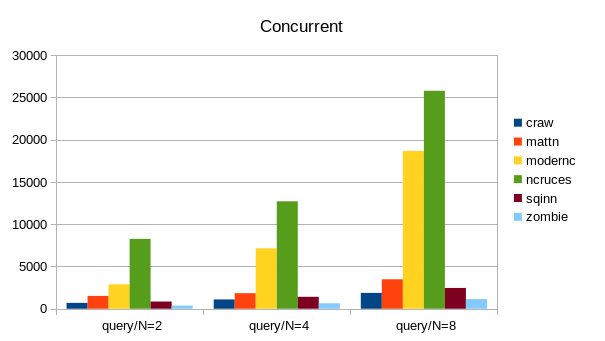 Concurrent
30000
25000
20000
15000
10000
5000
0
query/N=2
query/N=4
query/N=8
craw
mattn
modernc
ncruces
sqinn
zombie